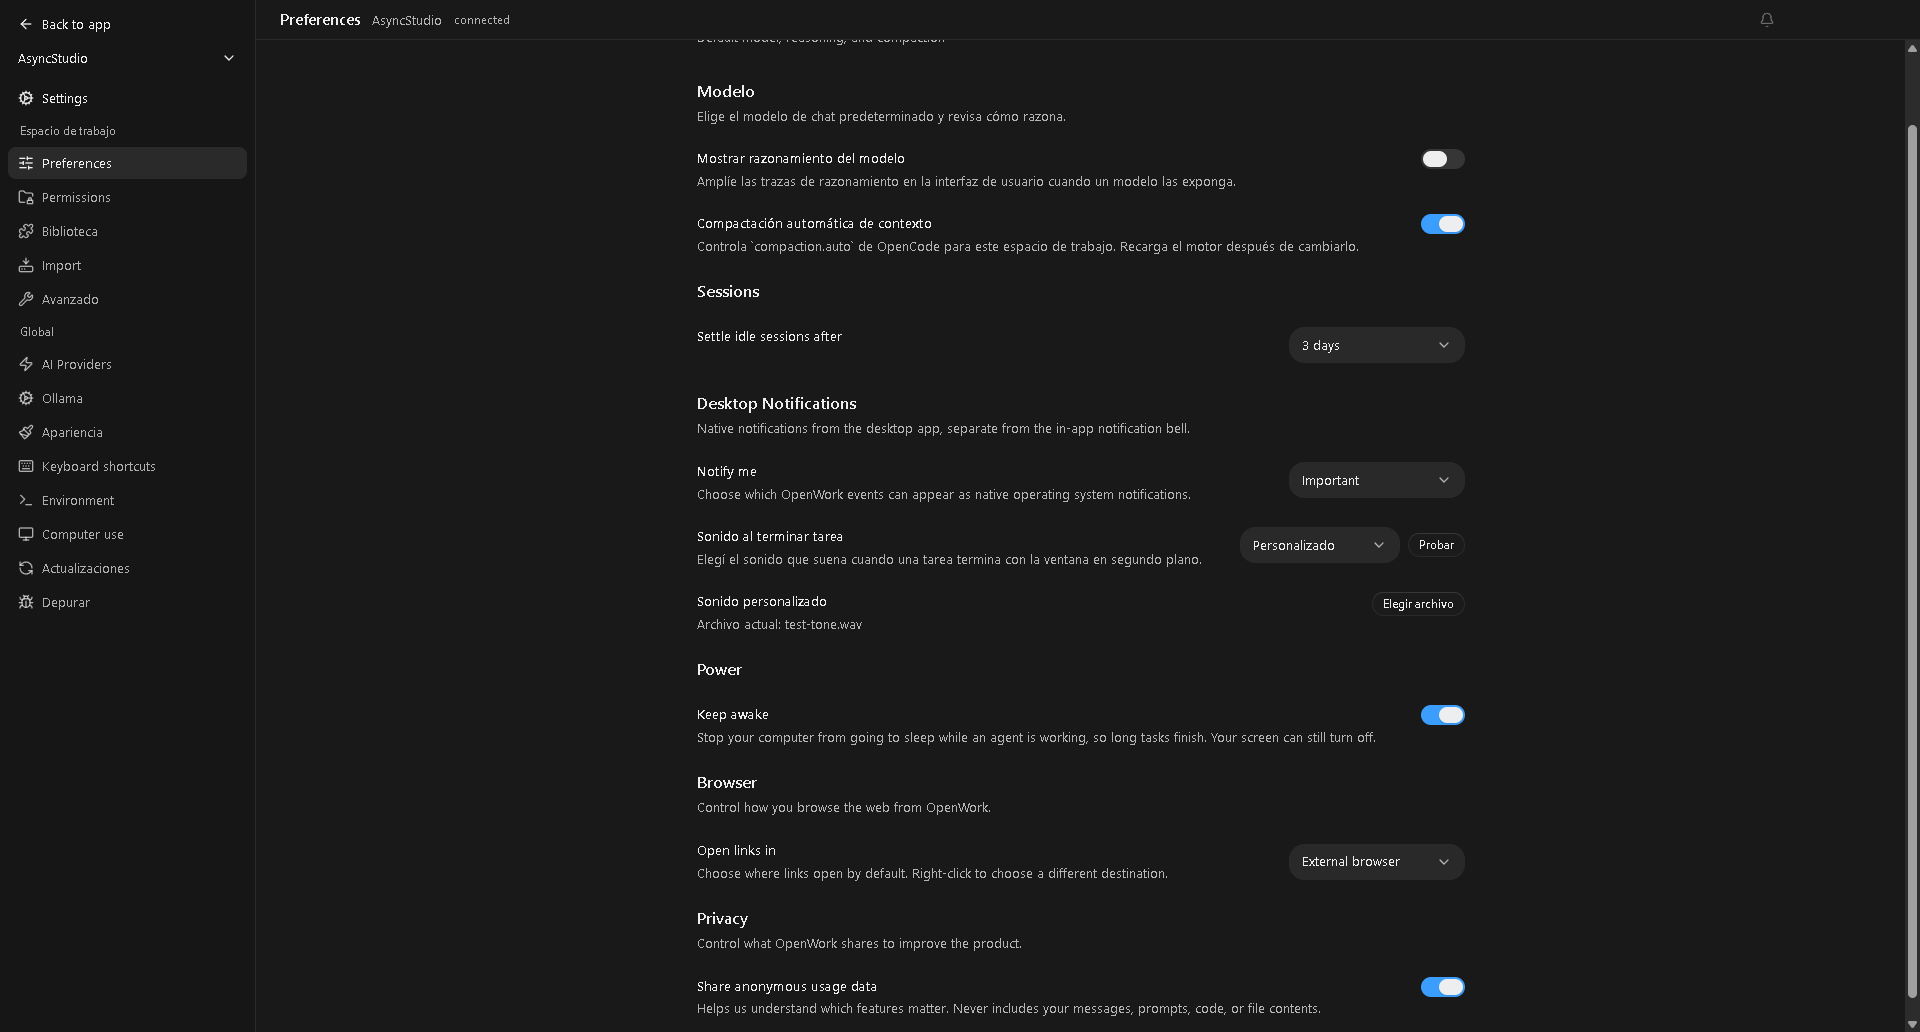 Back to app
AsyncStudio
Settings
Espacio de trabajo
Preferences
Permissions
Biblioteca
Import
Avanzado
Global
AI Providers
Ollama
Apariencia
Keyboard shortcuts
Environment
Computer use
Actualizaciones
Depurar
Preferences AsyncStudio connected
Default model, reasoning, and compaction
Modelo
Elige el modelo de chat predeterminado y revisa cómo razona.
Mostrar razonamiento del modelo
Amplíe las trazas de razonamiento en la interfaz de usuario cuando un modelo las exponga.
Compactación automática de contexto
Controla `compaction.auto` de OpenCode para este espacio de trabajo. Recarga el motor después de cambiarlo.
Sessions
Settle idle sessions after
3 days
Desktop Notifications
Native notifications from the desktop app, separate from the in-app notification bell.
Notify me
Choose which OpenWork events can appear as native operating system notifications.
Important
Sonido al terminar tarea
Elegí el sonido que suena cuando una tarea termina con la ventana en segundo plano.
Personalizado
Probar
Sonido personalizado
Archivo actual: test-tone.wav
Elegir archivo
Power
Keep awake
Stop your computer from going to sleep while an agent is working, so long tasks finish. Your screen can still turn off.
Browser
Control how you browse the web from OpenWork.
Open links in
Choose where links open by default. Right-click to choose a different destination.
External browser
Privacy
Control what OpenWork shares to improve the product.
Share anonymous usage data
Helps us understand which features matter. Never includes your messages, prompts, code, or file contents.